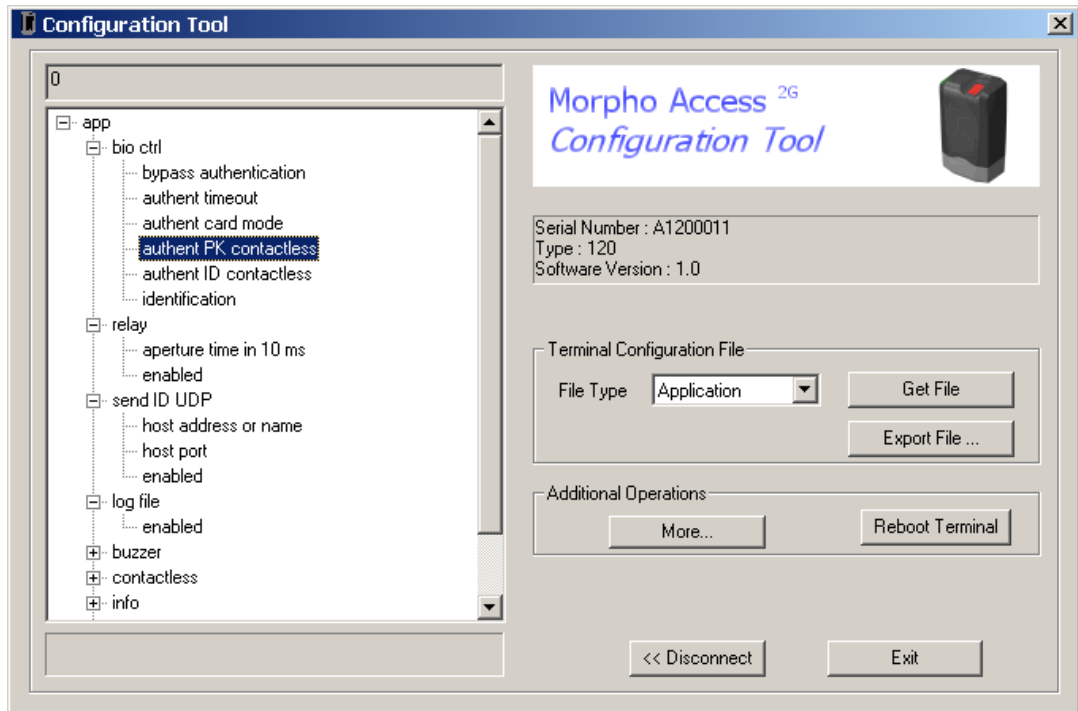 Configuration Tool
0
app
bio ctrl
bypass authentication
authent timeout
authent card mode
authent PK contactless
authent ID contactless
identification
relay
aperture time in 10 ms
enabled
send ID UDP
host address or name
host port
enabled
log file
enabled
buzzer
contactless
info
Morpho Access 2G
Configuration Tool
Serial Number : A1200011
Type : 120
Software Version : 1.0
Terminal Configuration File
File Type Application Get File
Export File ...
Additional Operations
More... Reboot Terminal
<< Disconnect Exit